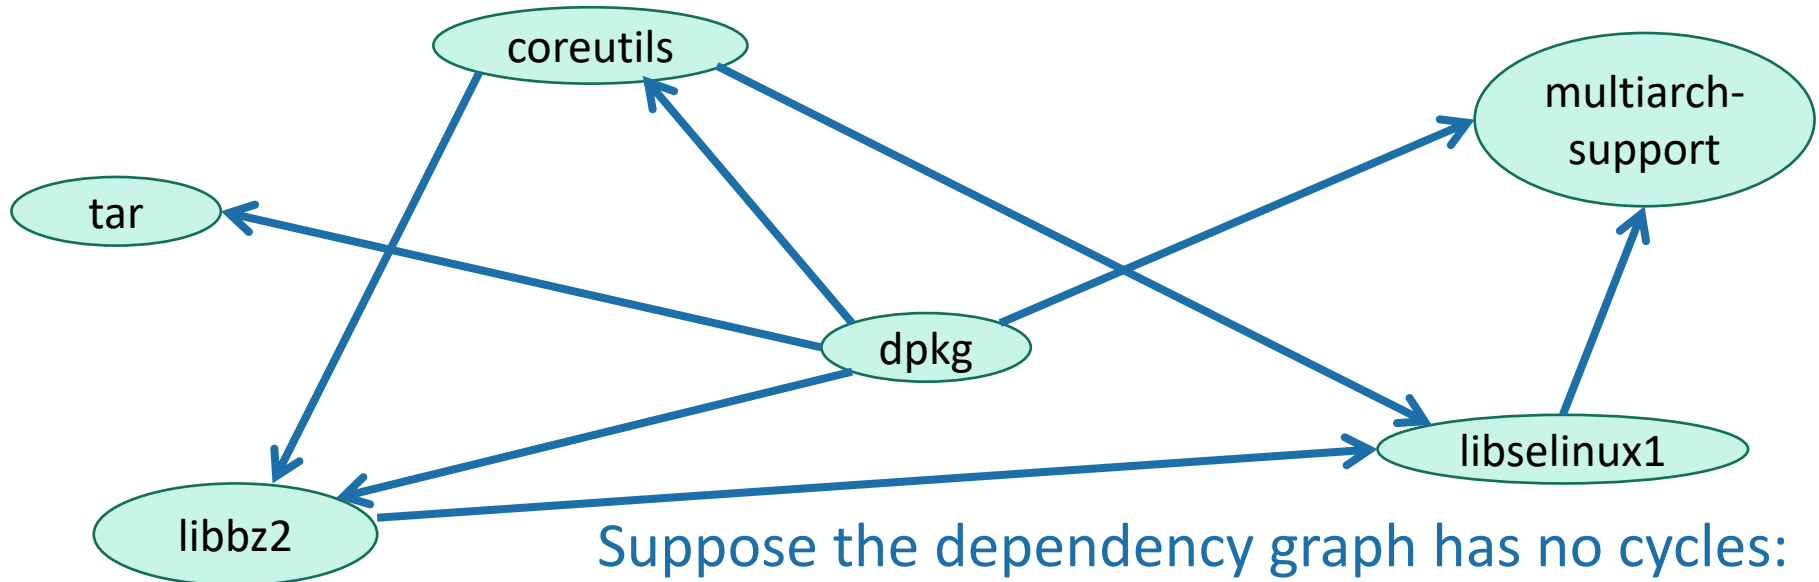 coreutils
multiarch-
support
tar
dpkg
libselinux1
libbz2
Suppose the dependency graph has no cycles: